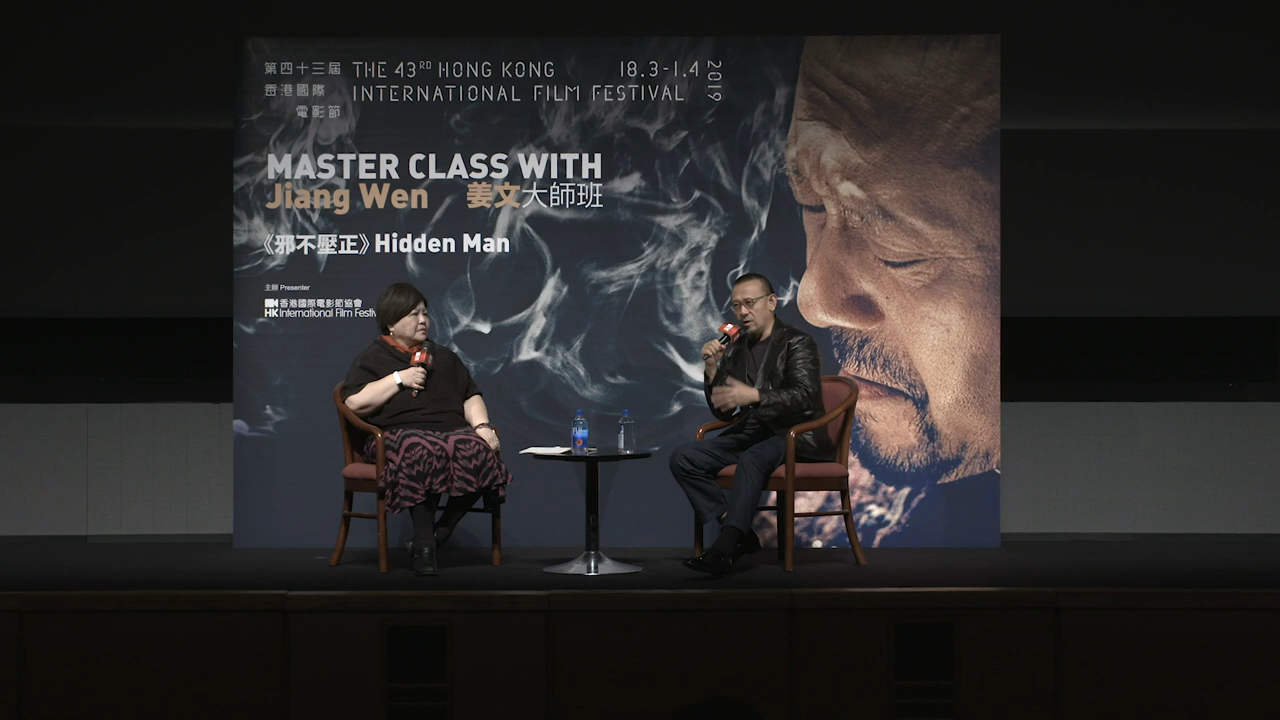 第四十三屆
香港國際
電影節
THE 43RD HONG KONG
INTERNATIONAL FILM FESTIVAL
18.3-1.4
2019
MASTER CLASS WITH
Jiang Wen 姜文大師班
《邪不壓正》Hidden Man
主辦 Presenter
香港國際電影節協會
HK International Film Festiv